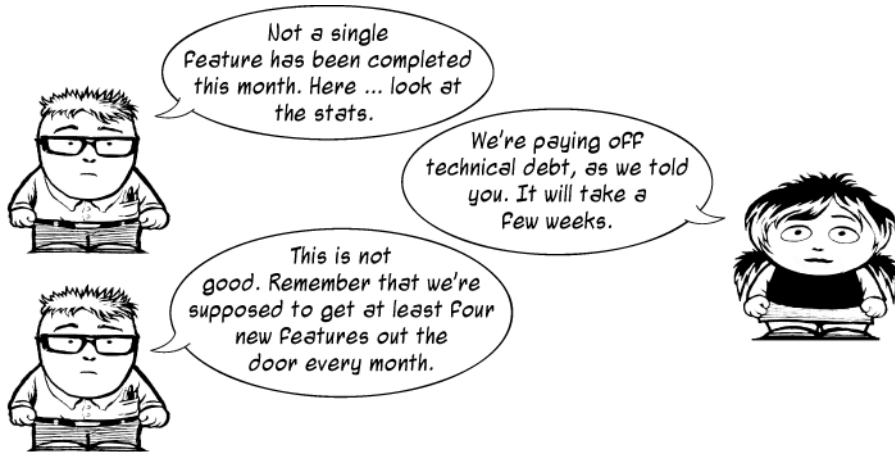 Not a single
feature has been completed
this month. Here ... look at
the stats.
We're paying off
technical debt, as we told
you. It will take a
few weeks.
This is not
good. Remember that we're
supposed to get at least four
new features out the
door every month.